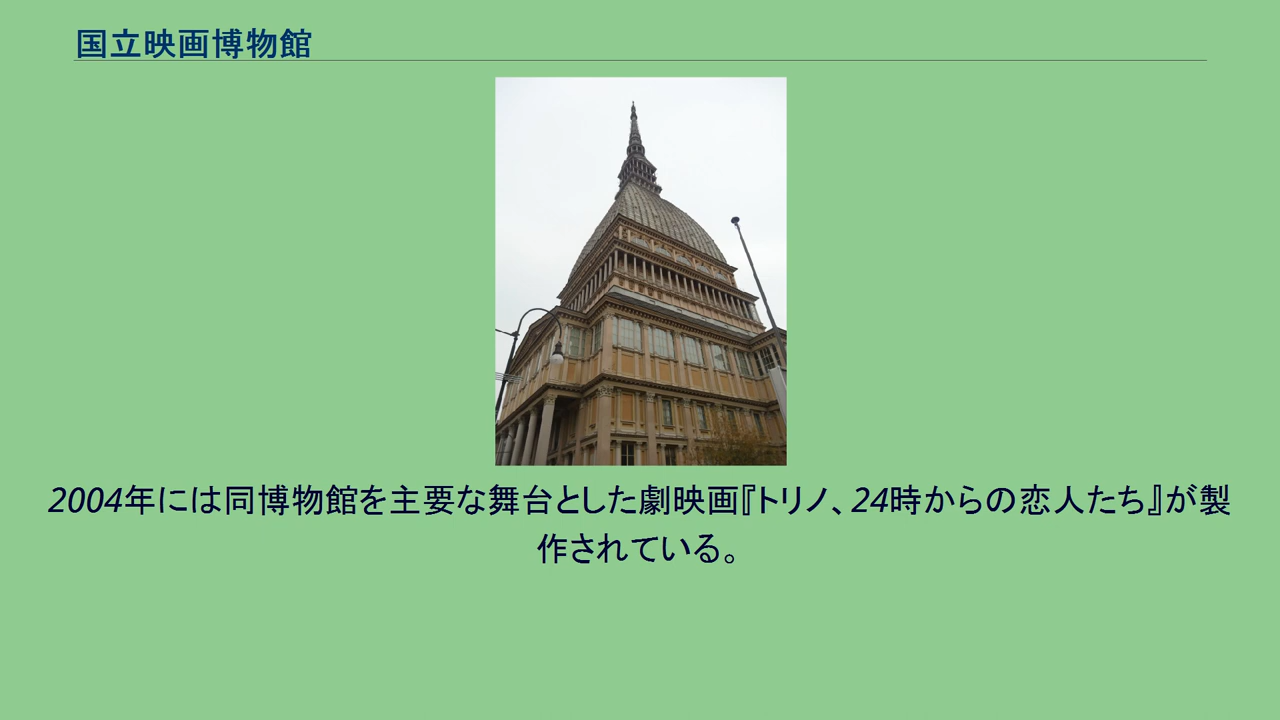 国立映画博物館
2004年には同博物館を主要な舞台とした劇映画『トリノ、24時からの恋人たち』が製
作されている。